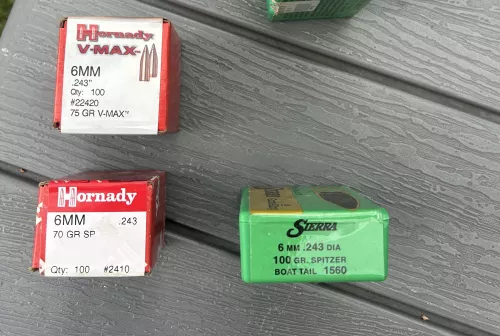 Hornady
V-MAX
6MM
.243"
Qty: 100
#22420
75 GR V-MAX™
Hornady
6MM .243
70 GR SP
Qty: 100 #2410
SIERRA
6 MM .243 DIA
100 GR. SPITZER
BOAT TAIL 1560